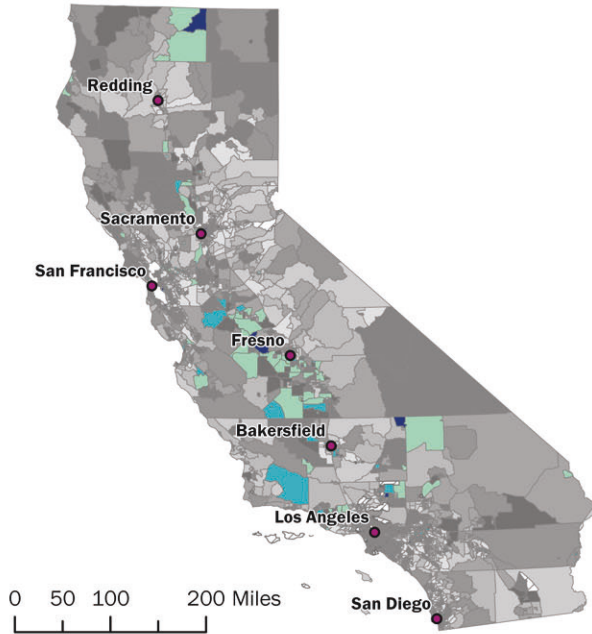 Redding
Sacramento
San Francisco
Fresno
Bakersfield
Los Angeles
San Diego
0 50 100 200 Miles